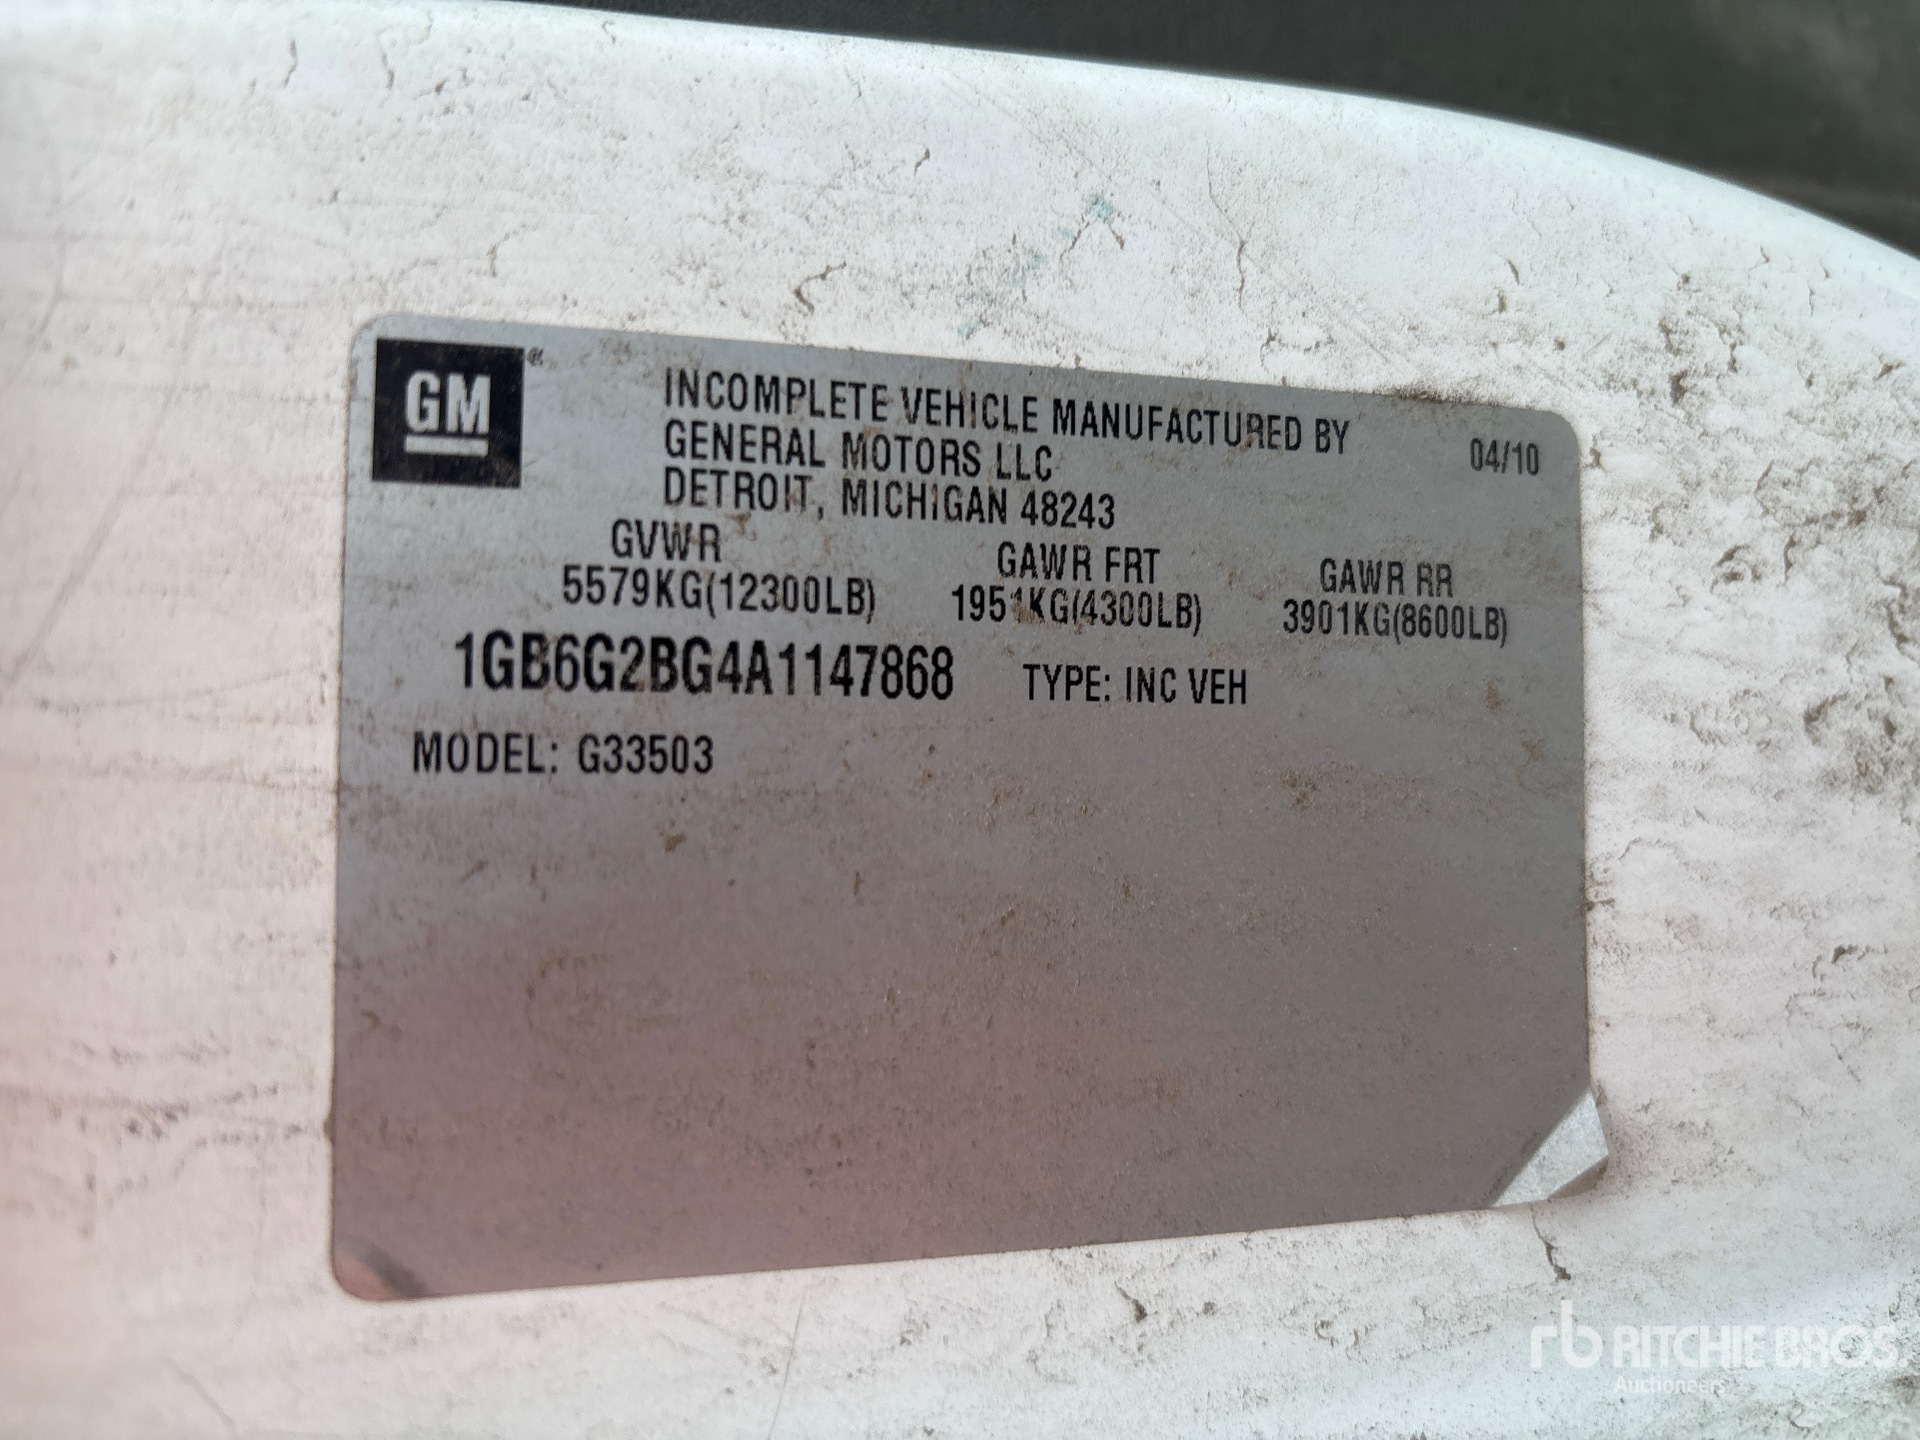 GM®
INCOMPLETE VEHICLE MANUFACTURED BY
GENERAL MOTORS LLC
DETROIT, MICHIGAN 48243
04/10
GVWR
5579KG(12300LB)
GAWR FRT
1951KG(4300LB)
GAWR RR
3901KG(8600LB)
1GB6G2BG4A1147868 TYPE: INC VEH
MODEL: G33503
rb RITCHIE BROS.
Auctioneers